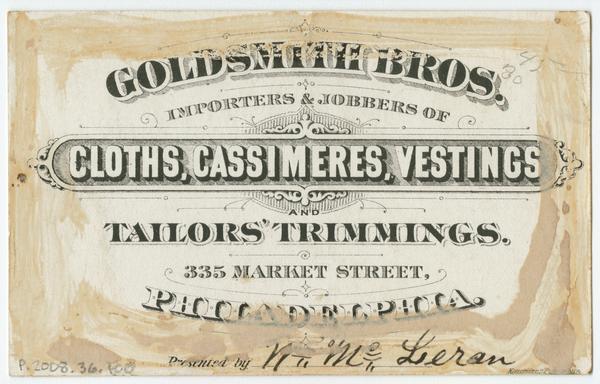 GOLDSMITH BROS.
IMPORTERS & JOBBERS OF
CLOTHS, CASSIMERES, VESTINGS
AND
TAILORS' TRIMMINGS.
335 MARKET STREET,
PHILADELPHIA.
Presented by Wm Mc Leran
P.2008.36.